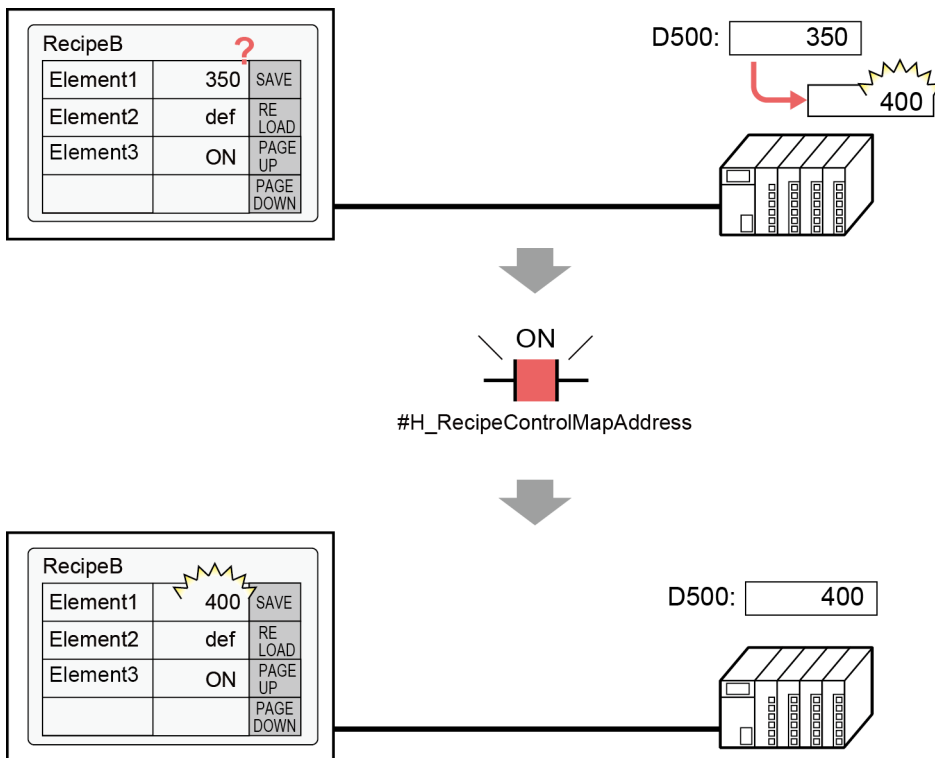 RecipeB
?
Element1 350 SAVE
Element2 def RE LOAD
Element3 ON PAGE UP
PAGE DOWN
D500: 350
400
ON
#H_RecipeControlMapAddress
RecipeB
Element1 400 SAVE
Element2 def RE LOAD
Element3 ON PAGE UP
PAGE DOWN
D500: 400